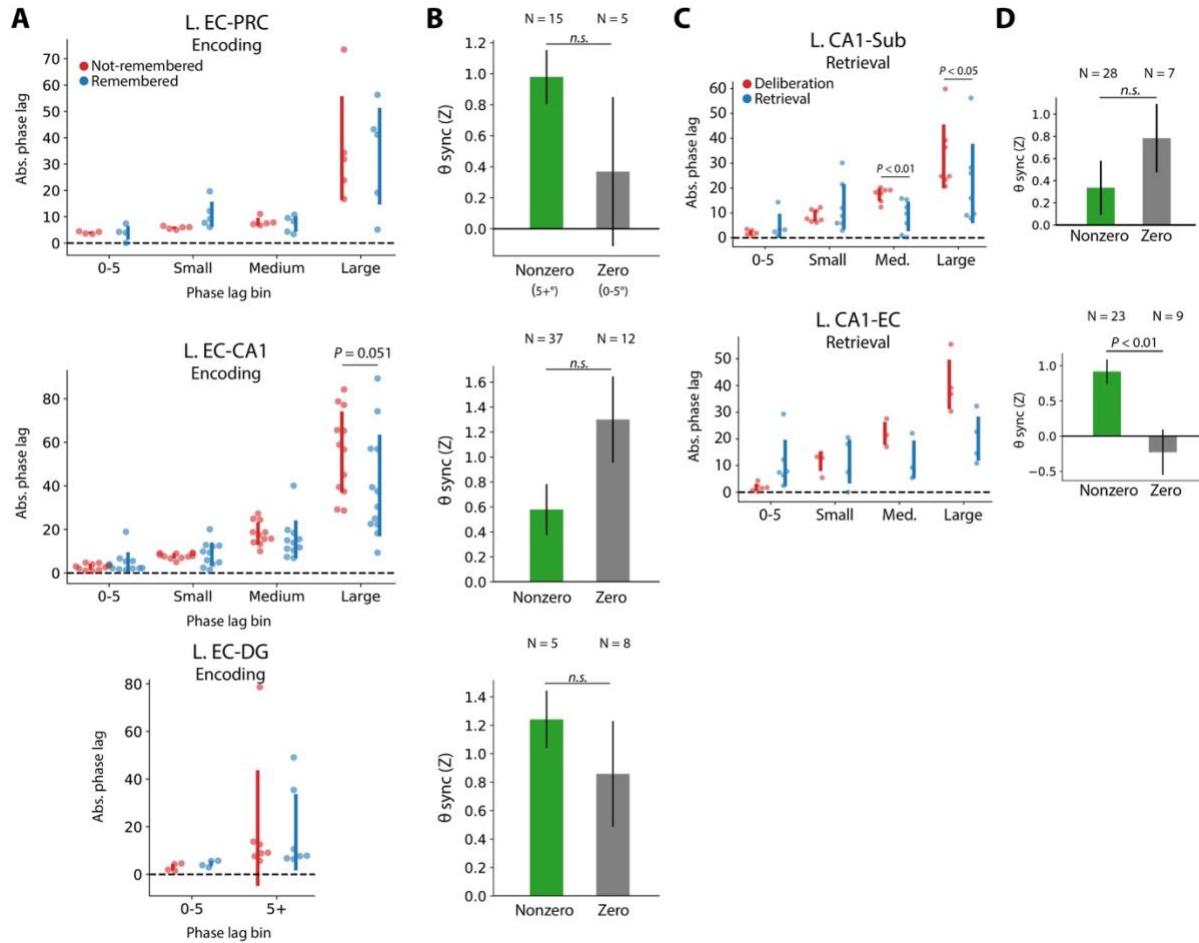 A
L. EC-PRC
Encoding
Not-remembered
Remembered
Abs. phase lag
70
60
50
40
30
20
10
0
0-5 Small Medium Large
Phase lag bin
L. EC-CA1
Encoding
P = 0.051
Abs. phase lag
80
60
40
20
0
0-5 Small Medium Large
Phase lag bin
L. EC-DG
Encoding
Abs. phase lag
80
60
40
20
0
0-5 5+
Phase lag bin
B
N = 15 N = 5
n.s.
θ sync (Z)
1.2
1.0
0.8
0.6
0.4
0.2
0.0
Nonzero Zero
(5+°) (0-5°)
N = 37 N = 12
n.s.
θ sync (Z)
1.6
1.4
1.2
1.0
0.8
0.6
0.4
0.2
0.0
Nonzero Zero
N = 5 N = 8
n.s.
θ sync (Z)
1.4
1.2
1.0
0.8
0.6
0.4
0.2
0.0
Nonzero Zero
C
L. CA1-Sub
Retrieval
Deliberation
Retrieval
P < 0.05
P < 0.01
Abs. phase lag
60
50
40
30
20
10
0
0-5 Small Med. Large
L. CA1-EC
Retrieval
Abs. phase lag
50
40
30
20
10
0
0-5 Small Med. Large
D
N = 28 N = 7
n.s.
θ sync (Z)
1.0
0.8
0.6
0.4
0.2
0.0
Nonzero Zero
N = 23 N = 9
P < 0.01
θ sync (Z)
1.0
0.5
0.0
−0.5
Nonzero Zero